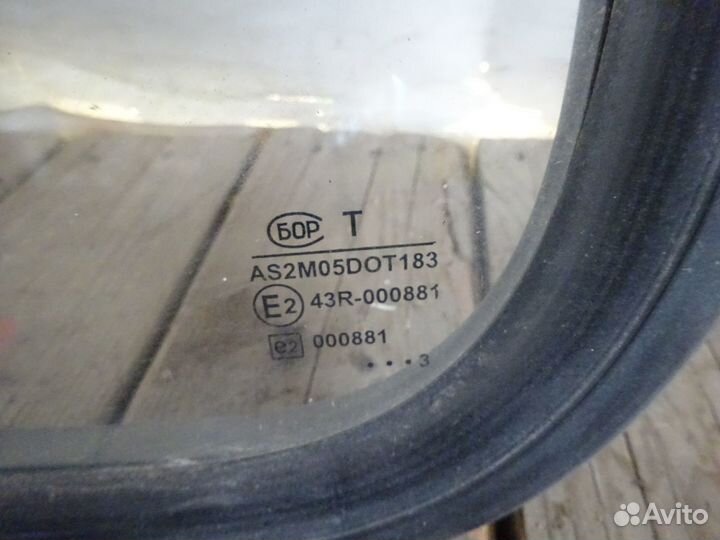 БОР T
AS2M05DOT183
E2 43R-000881
e2 000881
•••3
Avito